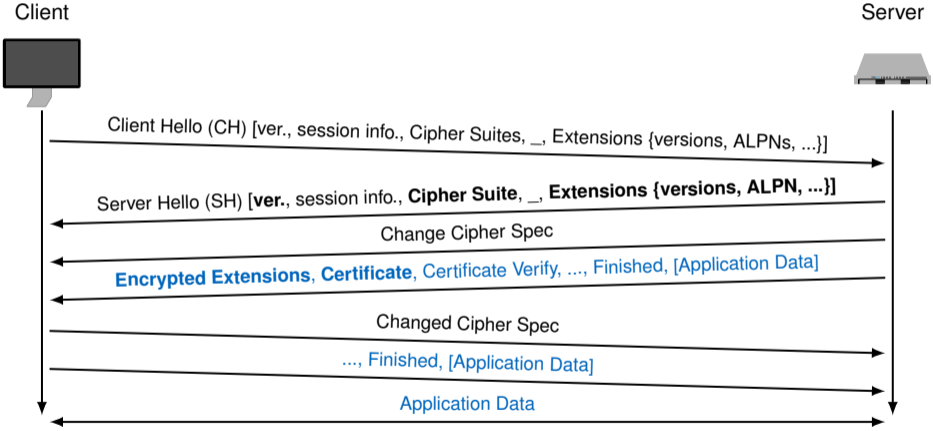 Client
Server
Client Hello (CH) [ver., session info., Cipher Suites, _, Extensions {versions, ALPNs, ...}]
Server Hello (SH) [ver., session info., Cipher Suite, _, Extensions {versions, ALPN, ...}]
Change Cipher Spec
Encrypted Extensions, Certificate, Certificate Verify, ..., Finished, [Application Data]
Changed Cipher Spec
..., Finished, [Application Data]
Application Data